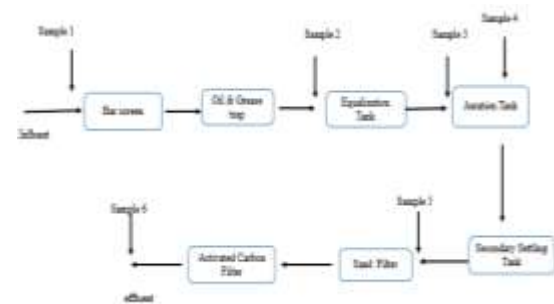 Sample 1
Sample 2
Sample 3
Sample 4
Bar screen
Oil & Grease
trap
Equalization
Tank
Aeration Tank
Influent
Sample 6
Sample 5
Activated Carbon
Filter
Sand Filter
Secondary Settling
Tank
effluent